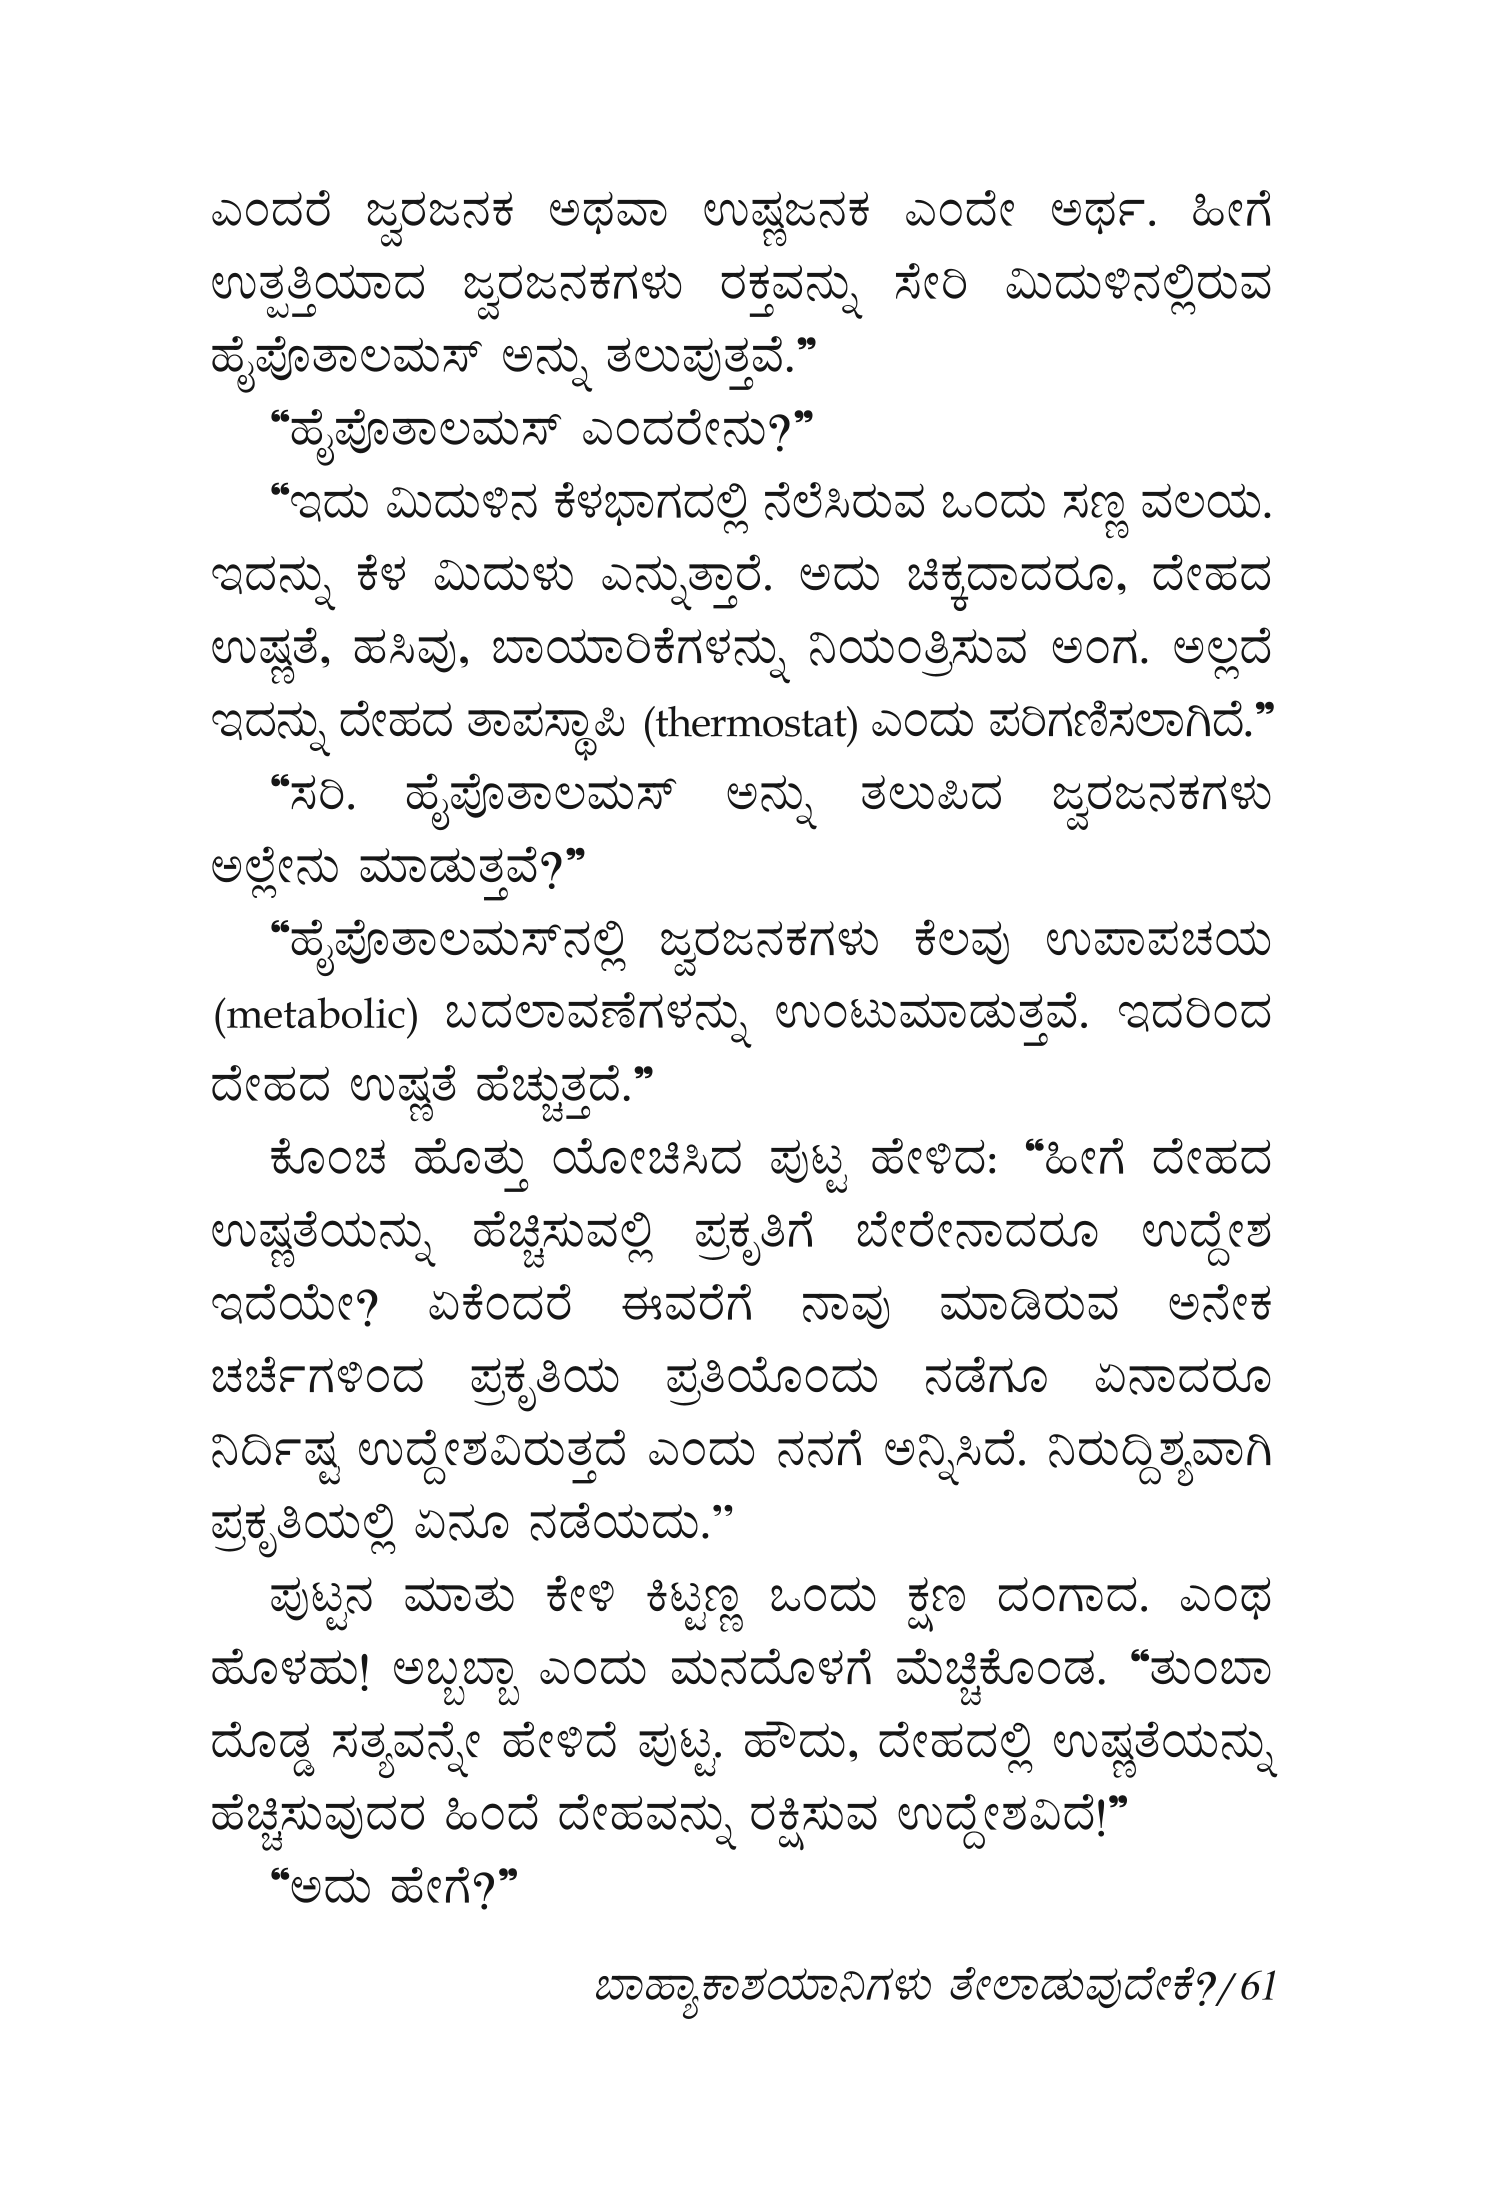 ಎಂದರೆ ಜ್ವರಜನಕ ಅಥವಾ ಉಷ್ಣಜನಕ ಎಂದೇ ಅರ್ಥ. ಹೀಗೆ
ಉತ್ಪತ್ತಿಯಾದ ಜ್ವರಜನಕಗಳು ರಕ್ತವನ್ನು ಸೇರಿ ಮಿದುಳಿನಲ್ಲಿರುವ
ಹೈಪೊತಾಲಮಸ್ ಅನ್ನು ತಲುಪುತ್ತವೆ.”
“ಹೈಪೊತಾಲಮಸ್ ಎಂದರೇನು?”
“ಇದು ಮಿದುಳಿನ ಕೆಳಭಾಗದಲ್ಲಿ ನೆಲೆಸಿರುವ ಒಂದು ಸಣ್ಣ ವಲಯ.
ಇದನ್ನು ಕೆಳ ಮಿದುಳು ಎನ್ನುತ್ತಾರೆ. ಅದು ಚಿಕ್ಕದಾದರೂ, ದೇಹದ
ಉಷ್ಣತೆ, ಹಸಿವು, ಬಾಯಾರಿಕೆಗಳನ್ನು ನಿಯಂತ್ರಿಸುವ ಅಂಗ. ಅಲ್ಲದೆ
ಇದನ್ನು ದೇಹದ ತಾಪಸ್ಥಾಪಿ (thermostat) ಎಂದು ಪರಿಗಣಿಸಲಾಗಿದೆ.”
“ಸರಿ. ಹೈಪೊತಾಲಮಸ್ ಅನ್ನು ತಲುಪಿದ ಜ್ವರಜನಕಗಳು
ಅಲ್ಲೇನು ಮಾಡುತ್ತವೆ?”
“ಹೈಪೊತಾಲಮಸ್‌ನಲ್ಲಿ ಜ್ವರಜನಕಗಳು ಕೆಲವು ಉಪಾಪಚಯ
(metabolic) ಬದಲಾವಣೆಗಳನ್ನು ಉಂಟುಮಾಡುತ್ತವೆ. ಇದರಿಂದ
ದೇಹದ ಉಷ್ಣತೆ ಹೆಚ್ಚುತ್ತದೆ.”
ಕೊಂಚ ಹೊತ್ತು ಯೋಚಿಸಿದ ಪುಟ್ಟ ಹೇಳಿದ: “ಹೀಗೆ ದೇಹದ
ಉಷ್ಣತೆಯನ್ನು ಹೆಚ್ಚಿಸುವಲ್ಲಿ ಪ್ರಕೃತಿಗೆ ಬೇರೇನಾದರೂ ಉದ್ದೇಶ
ಇದೆಯೇ? ಏಕೆಂದರೆ ಈವರೆಗೆ ನಾವು ಮಾಡಿರುವ ಅನೇಕ
ಚರ್ಚೆಗಳಿಂದ ಪ್ರಕೃತಿಯ ಪ್ರತಿಯೊಂದು ನಡೆಗೂ ಏನಾದರೂ
ನಿರ್ದಿಷ್ಟ ಉದ್ದೇಶವಿರುತ್ತದೆ ಎಂದು ನನಗೆ ಅನ್ನಿಸಿದೆ. ನಿರುದ್ದಿಶ್ಯವಾಗಿ
ಪ್ರಕೃತಿಯಲ್ಲಿ ಏನೂ ನಡೆಯದು.”
ಪುಟ್ಟನ ಮಾತು ಕೇಳಿ ಕಿಟ್ಟಣ್ಣ ಒಂದು ಕ್ಷಣ ದಂಗಾದ. ಎಂಥ
ಹೊಳಹು! ಅಬ್ಬಬ್ಬಾ ಎಂದು ಮನದೊಳಗೆ ಮೆಚ್ಚಿಕೊಂಡ. “ತುಂಬಾ
ದೊಡ್ಡ ಸತ್ಯವನ್ನೇ ಹೇಳಿದೆ ಪುಟ್ಟ. ಹೌದು, ದೇಹದಲ್ಲಿ ಉಷ್ಣತೆಯನ್ನು
ಹೆಚ್ಚಿಸುವುದರ ಹಿಂದೆ ದೇಹವನ್ನು ರಕ್ಷಿಸುವ ಉದ್ದೇಶವಿದೆ!”
“ಅದು ಹೇಗೆ?”
ಬಾಹ್ಯಾಕಾಶಯಾನಿಗಳು ತೇಲಾಡುವುದೇಕೆ?/61